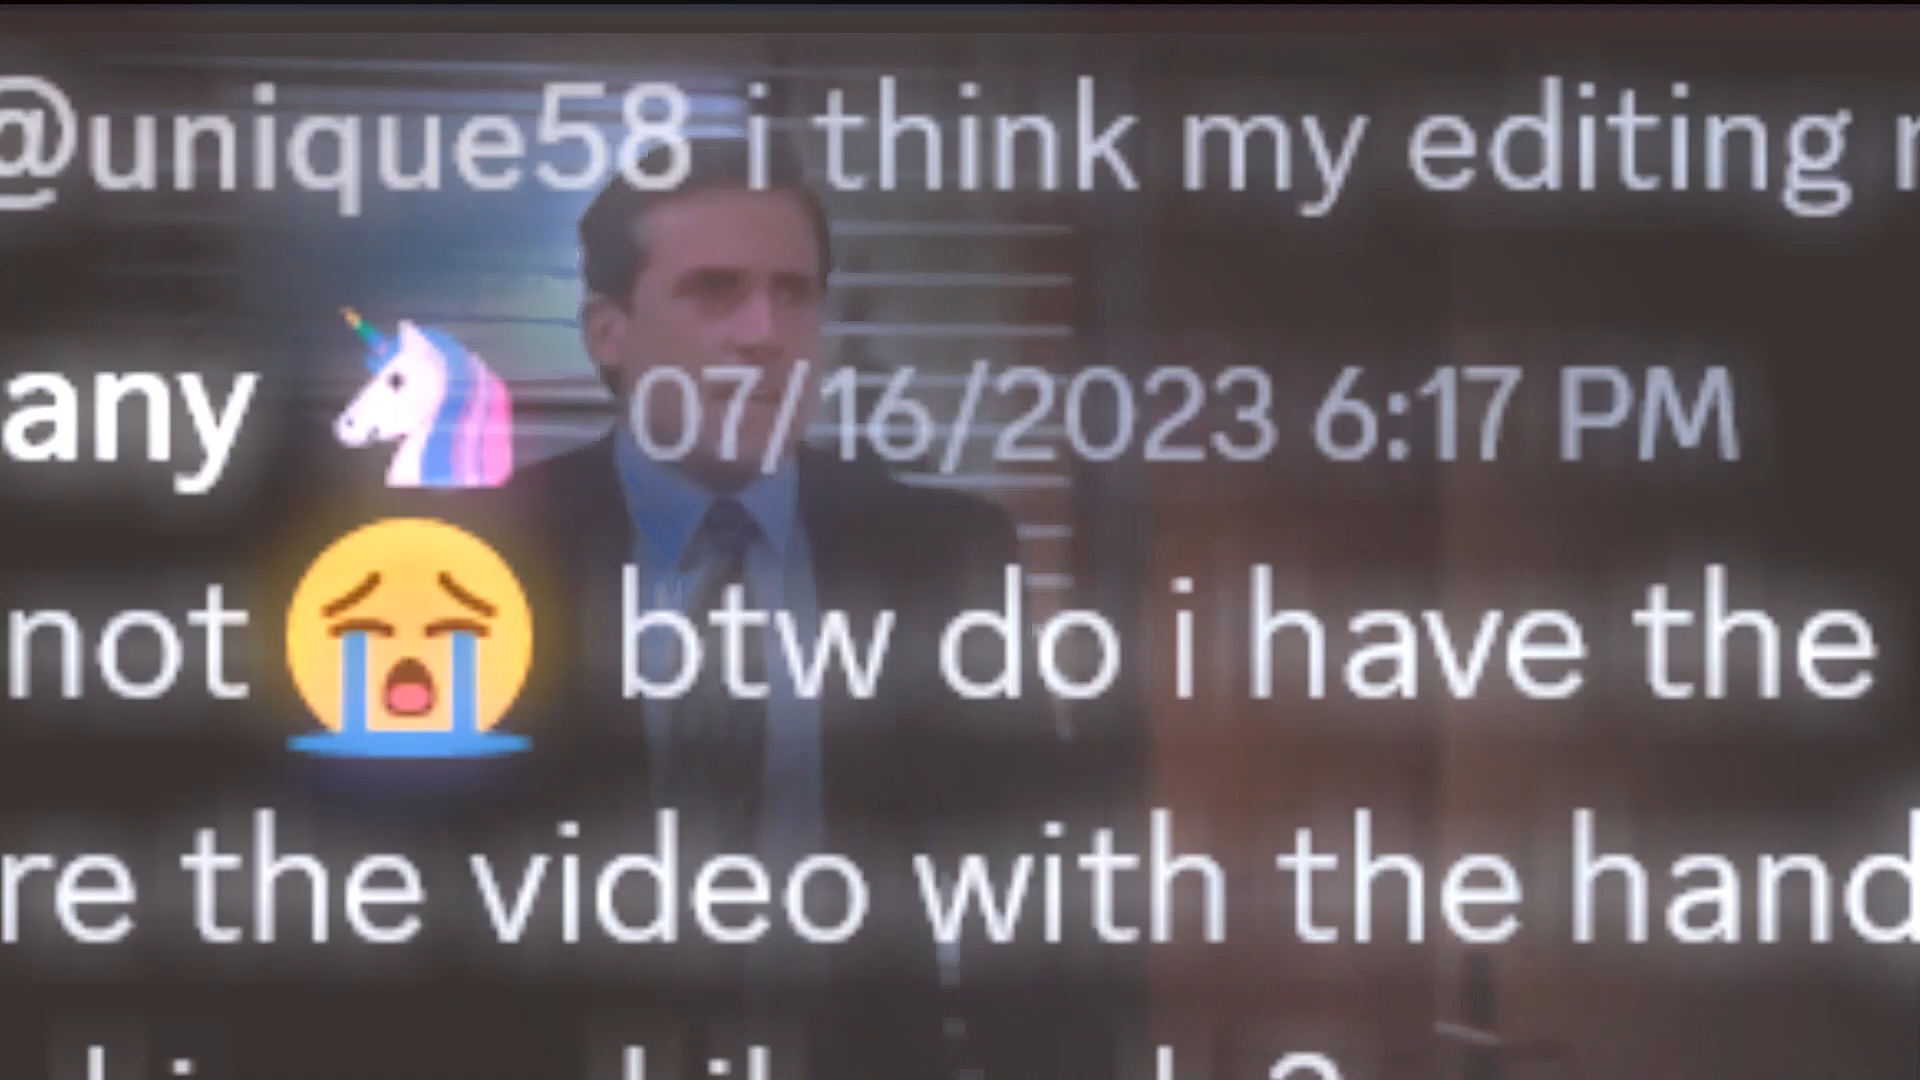 @unique58 i think my editing
any 🦄 07/16/2023 6:17 PM
not 😭 btw do i have the
re the video with the hand